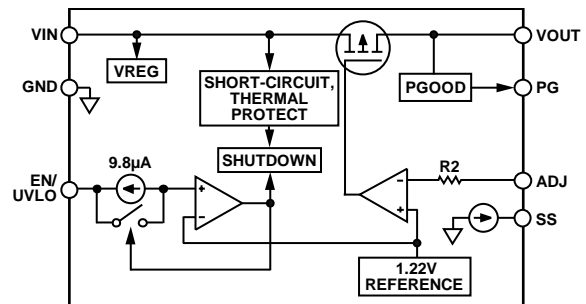 VIN
VOUT
VREG
GND
SHORT-CIRCUIT,
THERMAL
PROTECT
PGOOD
PG
9.8µA
SHUTDOWN
R2
EN/
UVLO
+
–
–
+
ADJ
SS
1.22V
REFERENCE